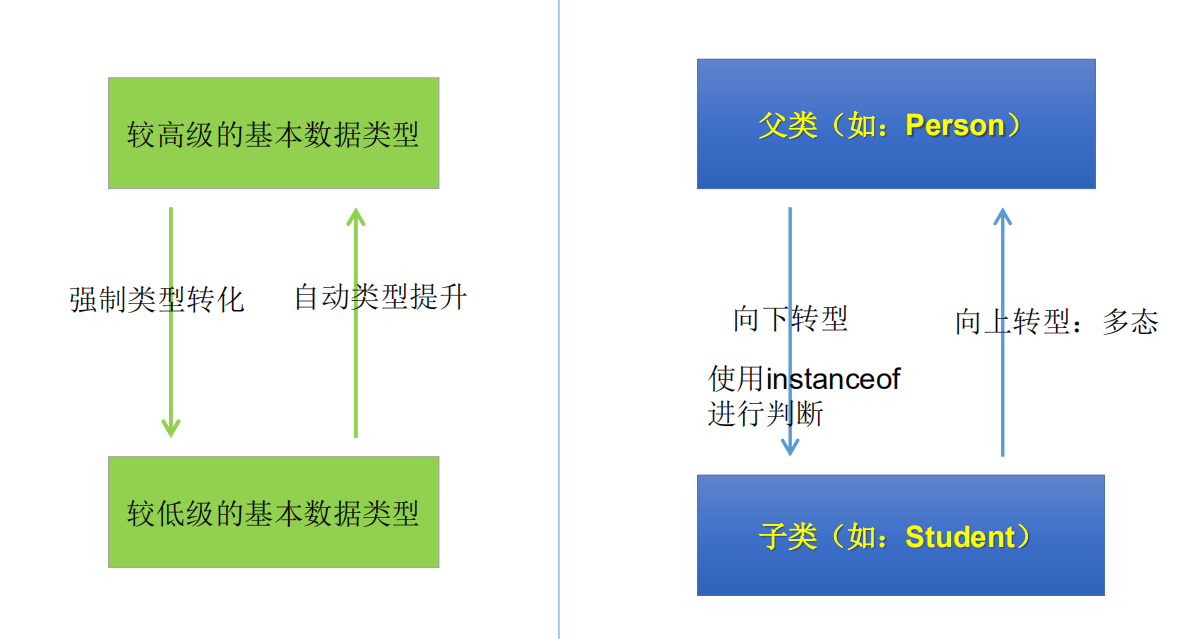 较高级的基本数据类型
强制类型转化
自动类型提升
较低级的基本数据类型
父类（如：Person）
向下转型
使用instanceof
进行判断
向上转型：多态
子类（如：Student）